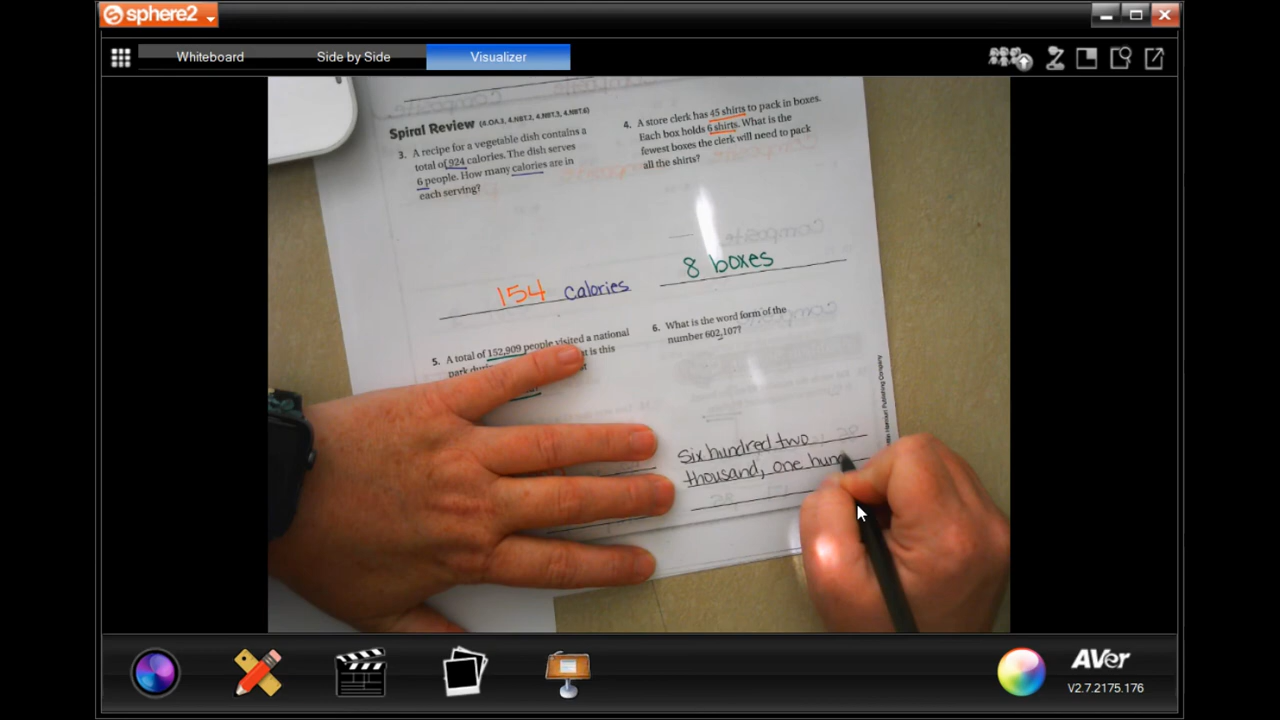 sphere2
Whiteboard
Side by Side
Visualizer
Spiral Review (4.OA.3, 4.NBT.2, 4.NBT.3, 4.NBT.6)
3. A recipe for a vegetable dish contains a
total of 924 calories. The dish serves
6 people. How many calories are in
each serving?
154 calories
4. A store clerk has 45 shirts to pack in boxes.
Each box holds 6 shirts. What is the
fewest boxes the clerk will need to pack
all the shirts?
8 boxes
5. A total of 152,909 people visited a national
is this
6. What is the word form of the
number 602,107?
Six hundred two
thousand, one hund
Publishing Company
AVer
V2.7.2175.176